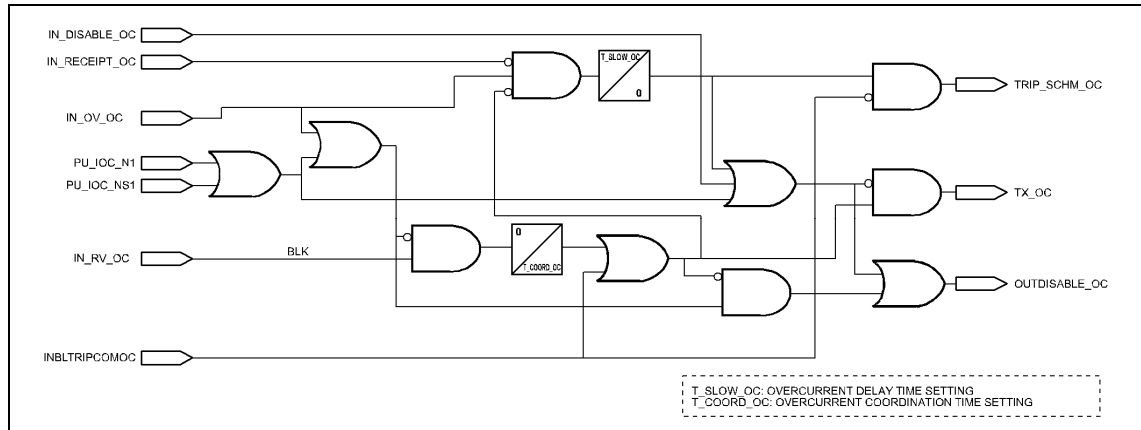 IN_DISABLE_OC
IN_RECEIPT_OC
T_SLOW_OC
0
TRIP_SCHM_OC
IN_OV_OC
PU_IOC_N1
PU_IOC_NS1
TX_OC
IN_RV_OC
BLK
0
T_COORD_OC
OUTDISABLE_OC
INBLTRIPCOMOC
T_SLOW_OC: OVERCURRENT DELAY TIME SETTING
T_COORD_OC: OVERCURRENT COORDINATION TIME SETTING